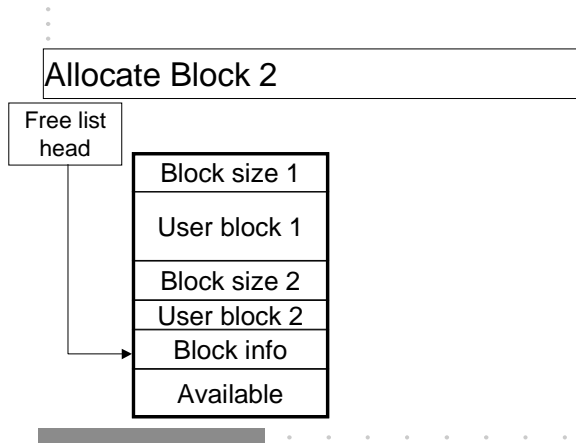 Allocate Block 2
Free list
head
Block size 1
User block 1
Block size 2
User block 2
Block info
Available